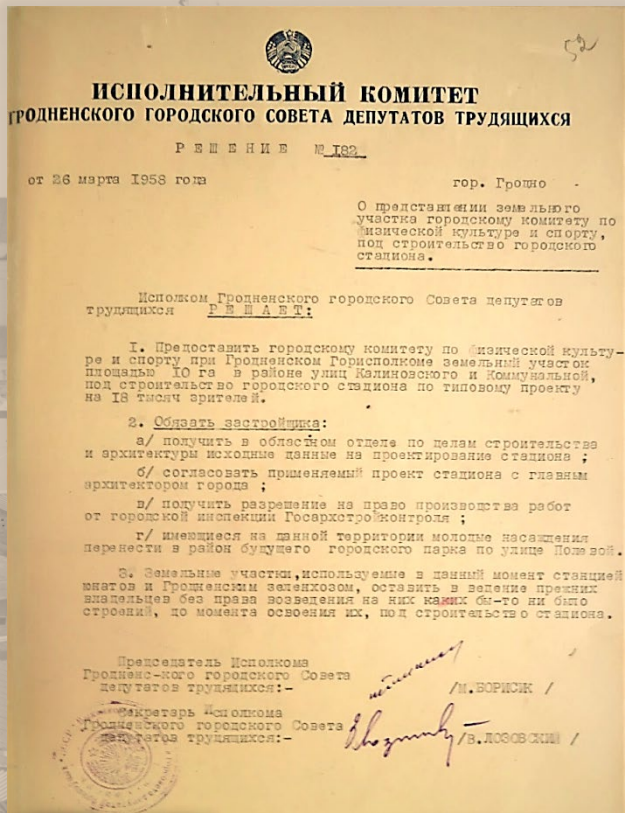 52
ИСПОЛНИТЕЛЬНЫЙ КОМИТЕТ
ГРОДНЕНСКОГО ГОРОДСКОГО СОВЕТА ДЕПУТАТОВ ТРУДЯЩИХСЯ
РЕШЕНИЕ № 182
от 26 марта 1958 года гор. Гродно
О представлении земельного
участка городскому комитету по
физической культуре и спорту,
под строительство городского
стадиона.
Исполком Гродненского городского Совета депутатов
трудящихся РЕШАЕТ:
I. Предоставить городскому комитету по физической культу-
ре и спорту при Гродненском Горисполкоме земельный участок
площадью 10 га в районе улиц Калиновского и Коммунальной,
под строительство городского стадиона по типовому проекту
на 18 тысяч зрителей.
2. Обязать застройщика:
а/ получить в областном отделе по делам строительства
и архитектуры исходные данные на проектирование стадиона ;
б/ согласовать применяемый проект стадиона с главным
архитектором города ;
в/ получить разрешение на право производства работ
от городской инспекции Госархстройконтроля ;
г/ имеющиеся на данной территории молодые насаждения
перенести в район будущего городского парка по улице Полевой.
3. Земельные участки,используемые в данный момент станцией
юнатов и Гродненским зеленхозом, оставить в ведение прежних
владельцев без права возведения на них каких бы-то ни было
строений, до момента освоения их, под строительство стадиона.
Председатель Исполкома
Гродненс-кого городского Совета
депутатов трудящихся:- /М.БОРИСИК /
Секретарь Исполкома
Гродненского городского Совета
депутатов трудящихся:- /В.ЛОЗОВСКИЙ /